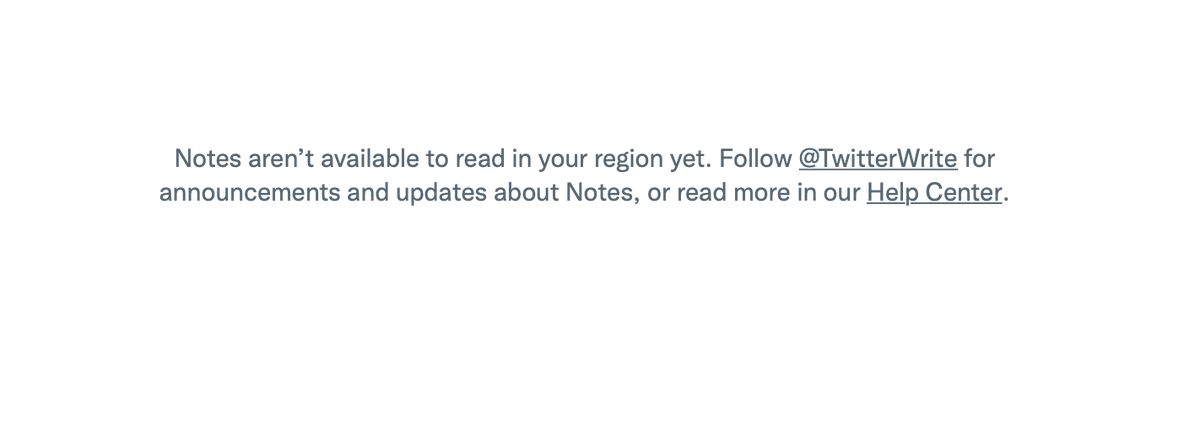 Notes aren’t available to read in your region yet. Follow @TwitterWrite for
announcements and updates about Notes, or read more in our Help Center.